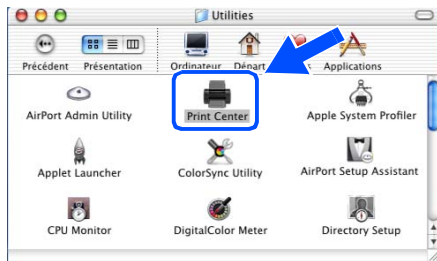 Utilities
Précédent Présentation Ordinateur Départ Applications
AirPort Admin Utility Print Center Apple System Profiler
Applet Launcher ColorSync Utility AirPort Setup Assistant
CPU Monitor DigitalColor Meter Directory Setup